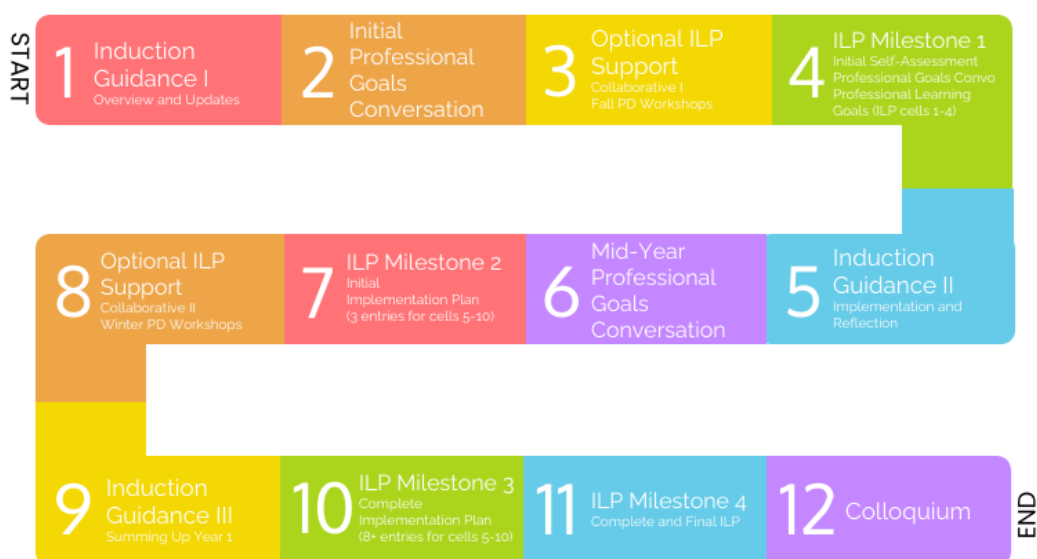 START
1
Induction
Guidance I
Overview and Updates
2
Initial
Professional
Goals
Conversation
3
Optional ILP
Support
Collaborative I
Fall PD Workshops
4
ILP Milestone 1
Initial Self-Assessment
Professional Goals Convo
Professional Learning
Goals (ILP cells 1-4)
5
Induction
Guidance II
Implementation and
Reflection
6
Mid-Year
Professional
Goals
Conversation
7
ILP Milestone 2
Initial
Implementation Plan
(3 entries for cells 5-10)
8
Optional ILP
Support
Collaborative II
Winter PD Workshops
9
Induction
Guidance III
Summing Up Year 1
10
ILP Milestone 3
Complete
Implementation Plan
(8+ entries for cells 5-10)
11
ILP Milestone 4
Complete and Final ILP
12
Colloquium
END